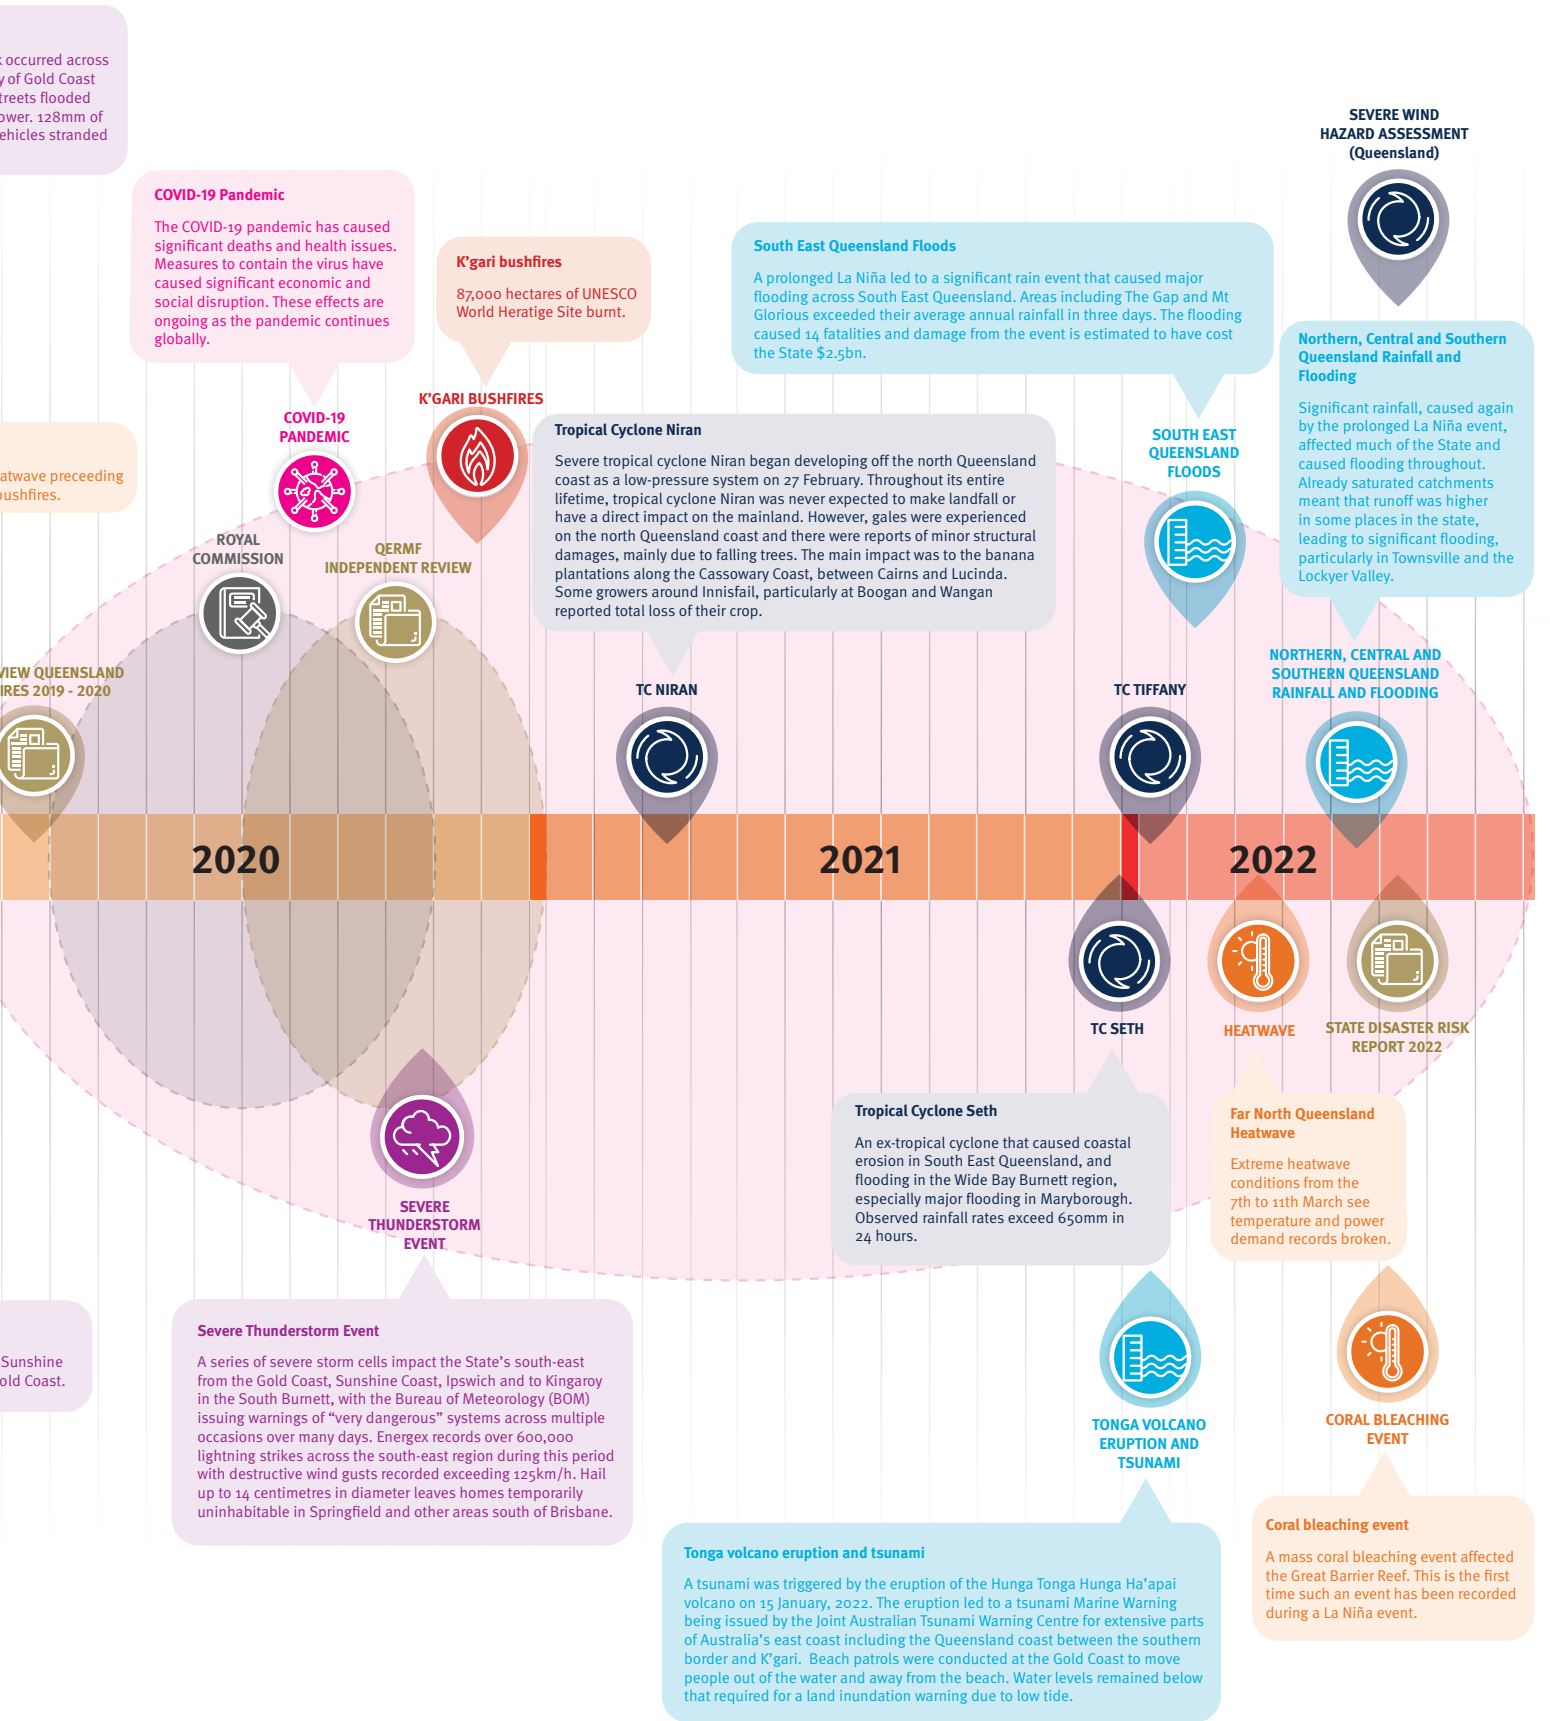 occurred across
of Gold Coast
flooded
128mm of
stranded
COVID-19 Pandemic
The COVID-19 pandemic has caused
significant deaths and health issues.
Measures to contain the virus have
caused significant economic and
social disruption. These effects are
ongoing as the pandemic continues
globally.
K’gari bushfires
87,000 hectares of UNESCO
World Heratige Site burnt.
South East Queensland Floods
A prolonged La Niña led to a significant rain event that caused major
flooding across South East Queensland. Areas including The Gap and Mt
Glorious exceeded their average annual rainfall in three days. The flooding
caused 14 fatalities and damage from the event is estimated to have cost
the State $2.5bn.
SEVERE WIND
HAZARD ASSESSMENT
(Queensland)
Northern, Central and Southern
Queensland Rainfall and
Flooding
Significant rainfall, caused again
by the prolonged La Niña event,
affected much of the State and
caused flooding throughout.
Already saturated catchments
meant that runoff was higher
in some places in the state,
leading to significant flooding,
particularly in Townsville and the
Lockyer Valley.
preceeding
K’GARI BUSHFIRES
COVID-19
PANDEMIC
Tropical Cyclone Niran
Severe tropical cyclone Niran began developing off the north Queensland
coast as a low-pressure system on 27 February. Throughout its entire
lifetime, tropical cyclone Niran was never expected to make landfall or
have a direct impact on the mainland. However, gales were experienced
on the north Queensland coast and there were reports of minor structural
damages, mainly due to falling trees. The main impact was to the banana
plantations along the Cassowary Coast, between Cairns and Lucinda.
Some growers around Innisfail, particularly at Boogan and Wangan
reported total loss of their crop.
SOUTH EAST
QUEENSLAND
FLOODS
ROYAL
COMMISSION
QERMF
INDEPENDENT REVIEW
QUEENSLAND
2019 - 2020
TC NIRAN
TC TIFFANY
NORTHERN, CENTRAL AND
SOUTHERN QUEENSLAND
RAINFALL AND FLOODING
2020
2021
2022
TC SETH
HEATWAVE
STATE DISASTER RISK
REPORT 2022
Tropical Cyclone Seth
An ex-tropical cyclone that caused coastal
erosion in South East Queensland, and
flooding in the Wide Bay Burnett region,
especially major flooding in Maryborough.
Observed rainfall rates exceed 650mm in
24 hours.
Far North Queensland
Heatwave
Extreme heatwave
conditions from the
7th to 11th March see
temperature and power
demand records broken.
SEVERE
THUNDERSTORM
EVENT
Sunshine
Coast.
Severe Thunderstorm Event
A series of severe storm cells impact the State’s south-east
from the Gold Coast, Sunshine Coast, Ipswich and to Kingaroy
in the South Burnett, with the Bureau of Meteorology (BOM)
issuing warnings of “very dangerous” systems across multiple
occasions over many days. Energex records over 600,000
lightning strikes across the south-east region during this period
with destructive wind gusts recorded exceeding 125km/h. Hail
up to 14 centimetres in diameter leaves homes temporarily
uninhabitable in Springfield and other areas south of Brisbane.
TONGA VOLCANO
ERUPTION AND
TSUNAMI
CORAL BLEACHING
EVENT
Tonga volcano eruption and tsunami
A tsunami was triggered by the eruption of the Hunga Tonga Hunga Ha’apai
volcano on 15 January, 2022. The eruption led to a tsunami Marine Warning
being issued by the Joint Australian Tsunami Warning Centre for extensive parts
of Australia’s east coast including the Queensland coast between the southern
border and K’gari. Beach patrols were conducted at the Gold Coast to move
people out of the water and away from the beach. Water levels remained below
that required for a land inundation warning due to low tide.
Coral bleaching event
A mass coral bleaching event affected
the Great Barrier Reef. This is the first
time such an event has been recorded
during a La Niña event.